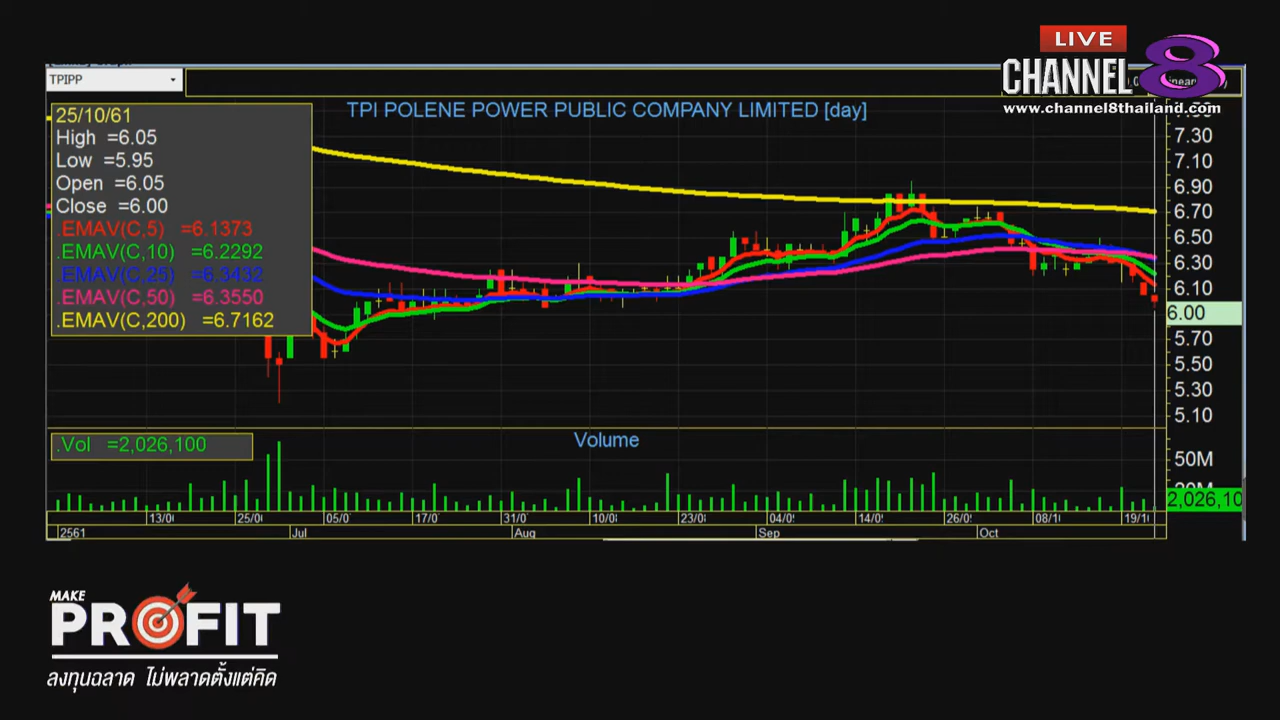 LIVE
CHANNEL 8
www.channel8thailand.com
TPIPP
TPI POLENE POWER PUBLIC COMPANY LIMITED [day]
25/10/61
High =6.05
Low =5.95
Open =6.05
Close =6.00
.EMAV(C,5) =6.1373
.EMAV(C,10) =6.2292
.EMAV(C,25) =6.3432
.EMAV(C,50) =6.3550
.EMAV(C,200) =6.7162
7.30
7.10
6.90
6.70
6.50
6.30
6.10
6.00
5.70
5.50
5.30
5.10
.Vol =2,026,100
Volume
50M
2,026,10
13/0 25/0 05/0 17/0 31/0 10/0 23/0 04/0 14/0 26/0 08/1 19/1
2561 Jul Aug Sep Oct
MAKE
PROFIT
ลงทุนฉลาด ไม่พลาดตั้งแต่คิด